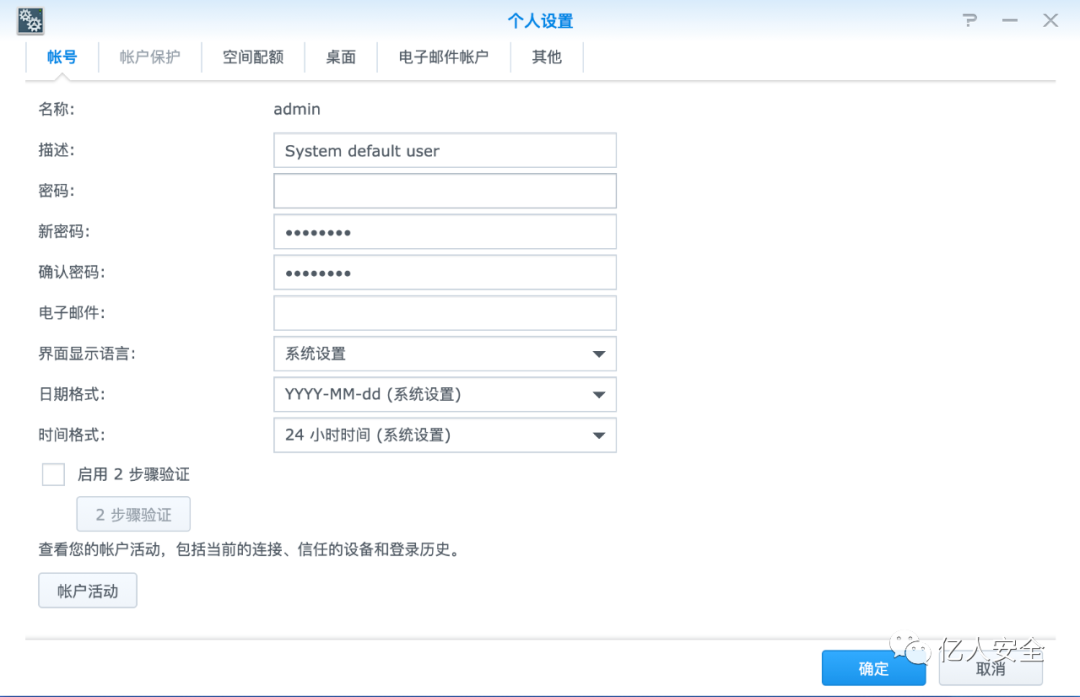 个人设置
帐号 帐户保护 空间配额 桌面 电子邮件帐户 其他
名称: admin
描述: System default user
密码:
新密码: ••••••••
确认密码: ••••••••
电子邮件:
界面显示语言: 系统设置
日期格式: YYYY-MM-dd (系统设置)
时间格式: 24 小时时间 (系统设置)
启用 2 步骤验证
2 步骤验证
查看您的帐户活动，包括当前的连接、信任的设备和登录历史。
帐户活动
亿人安全
确定 取消